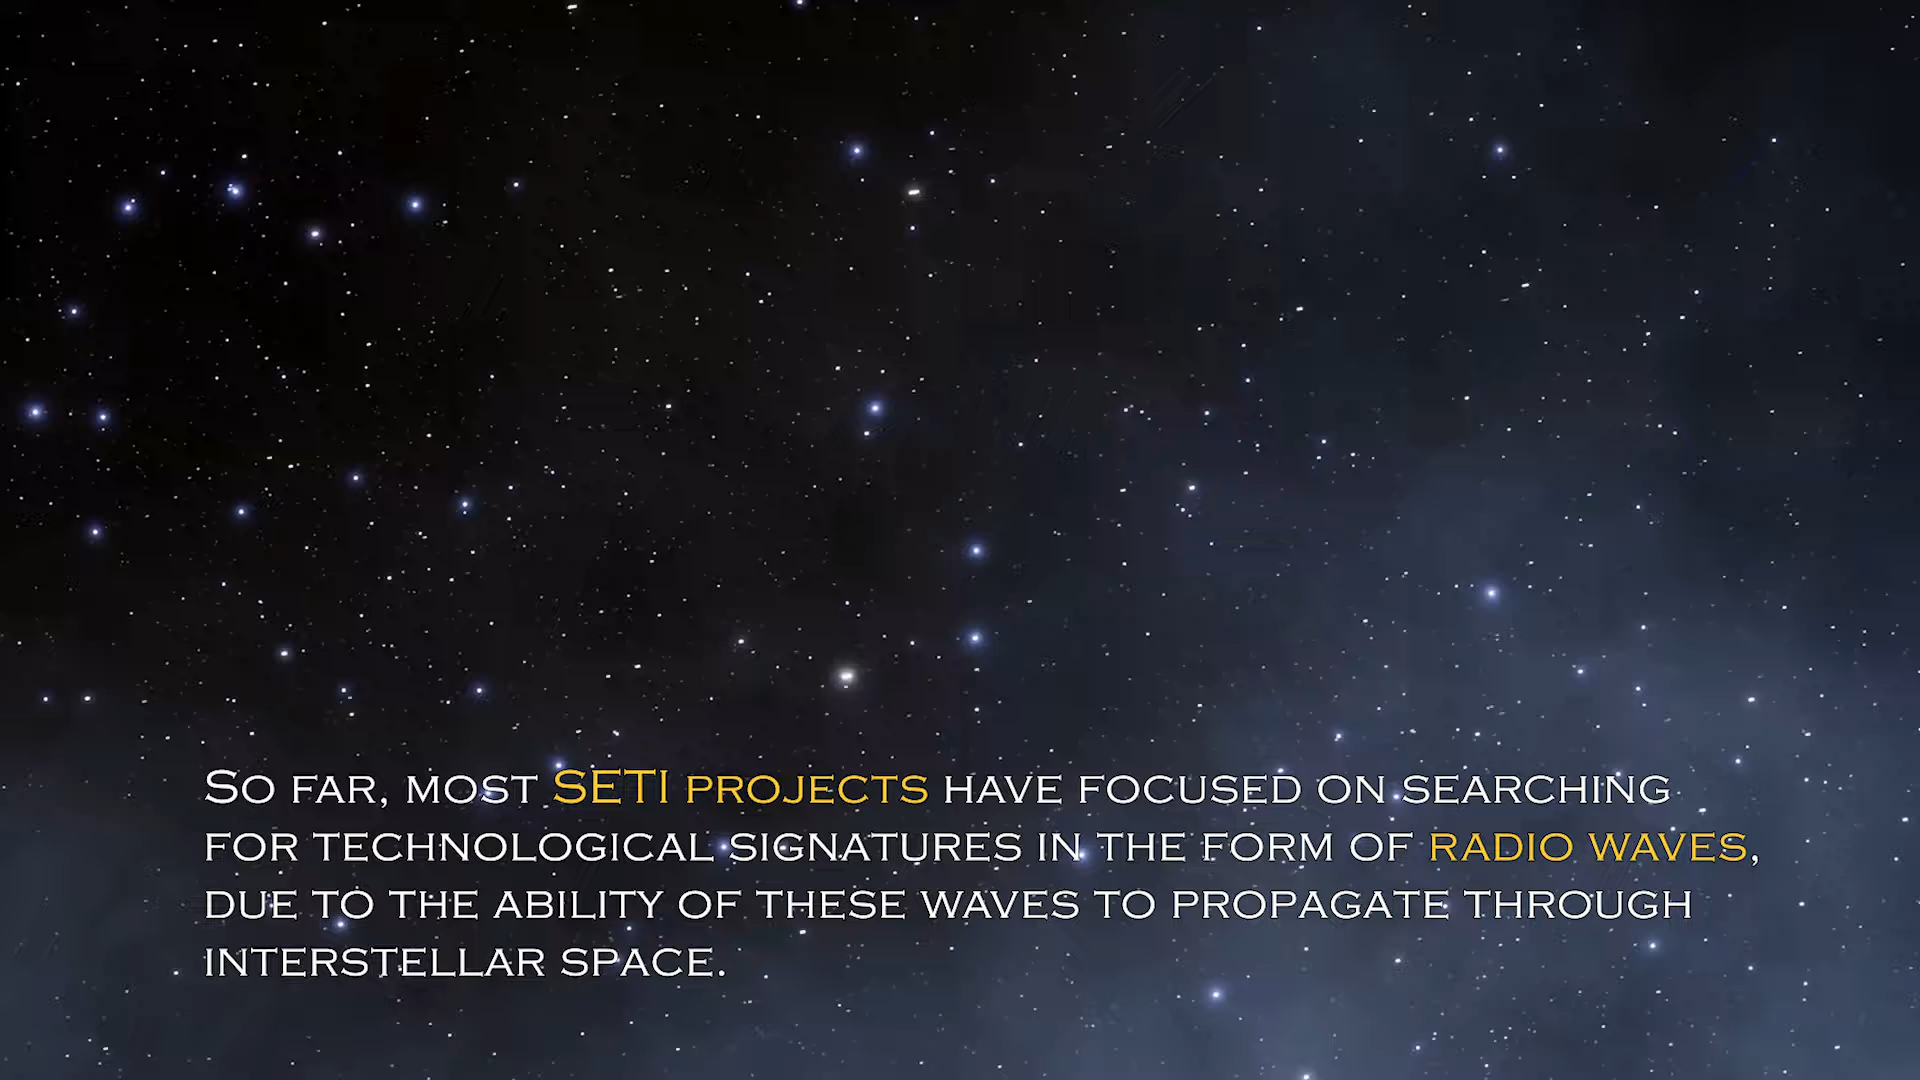 So far, most SETI projects have focused on searching
for technological signatures in the form of radio waves,
due to the ability of these waves to propagate through
interstellar space.